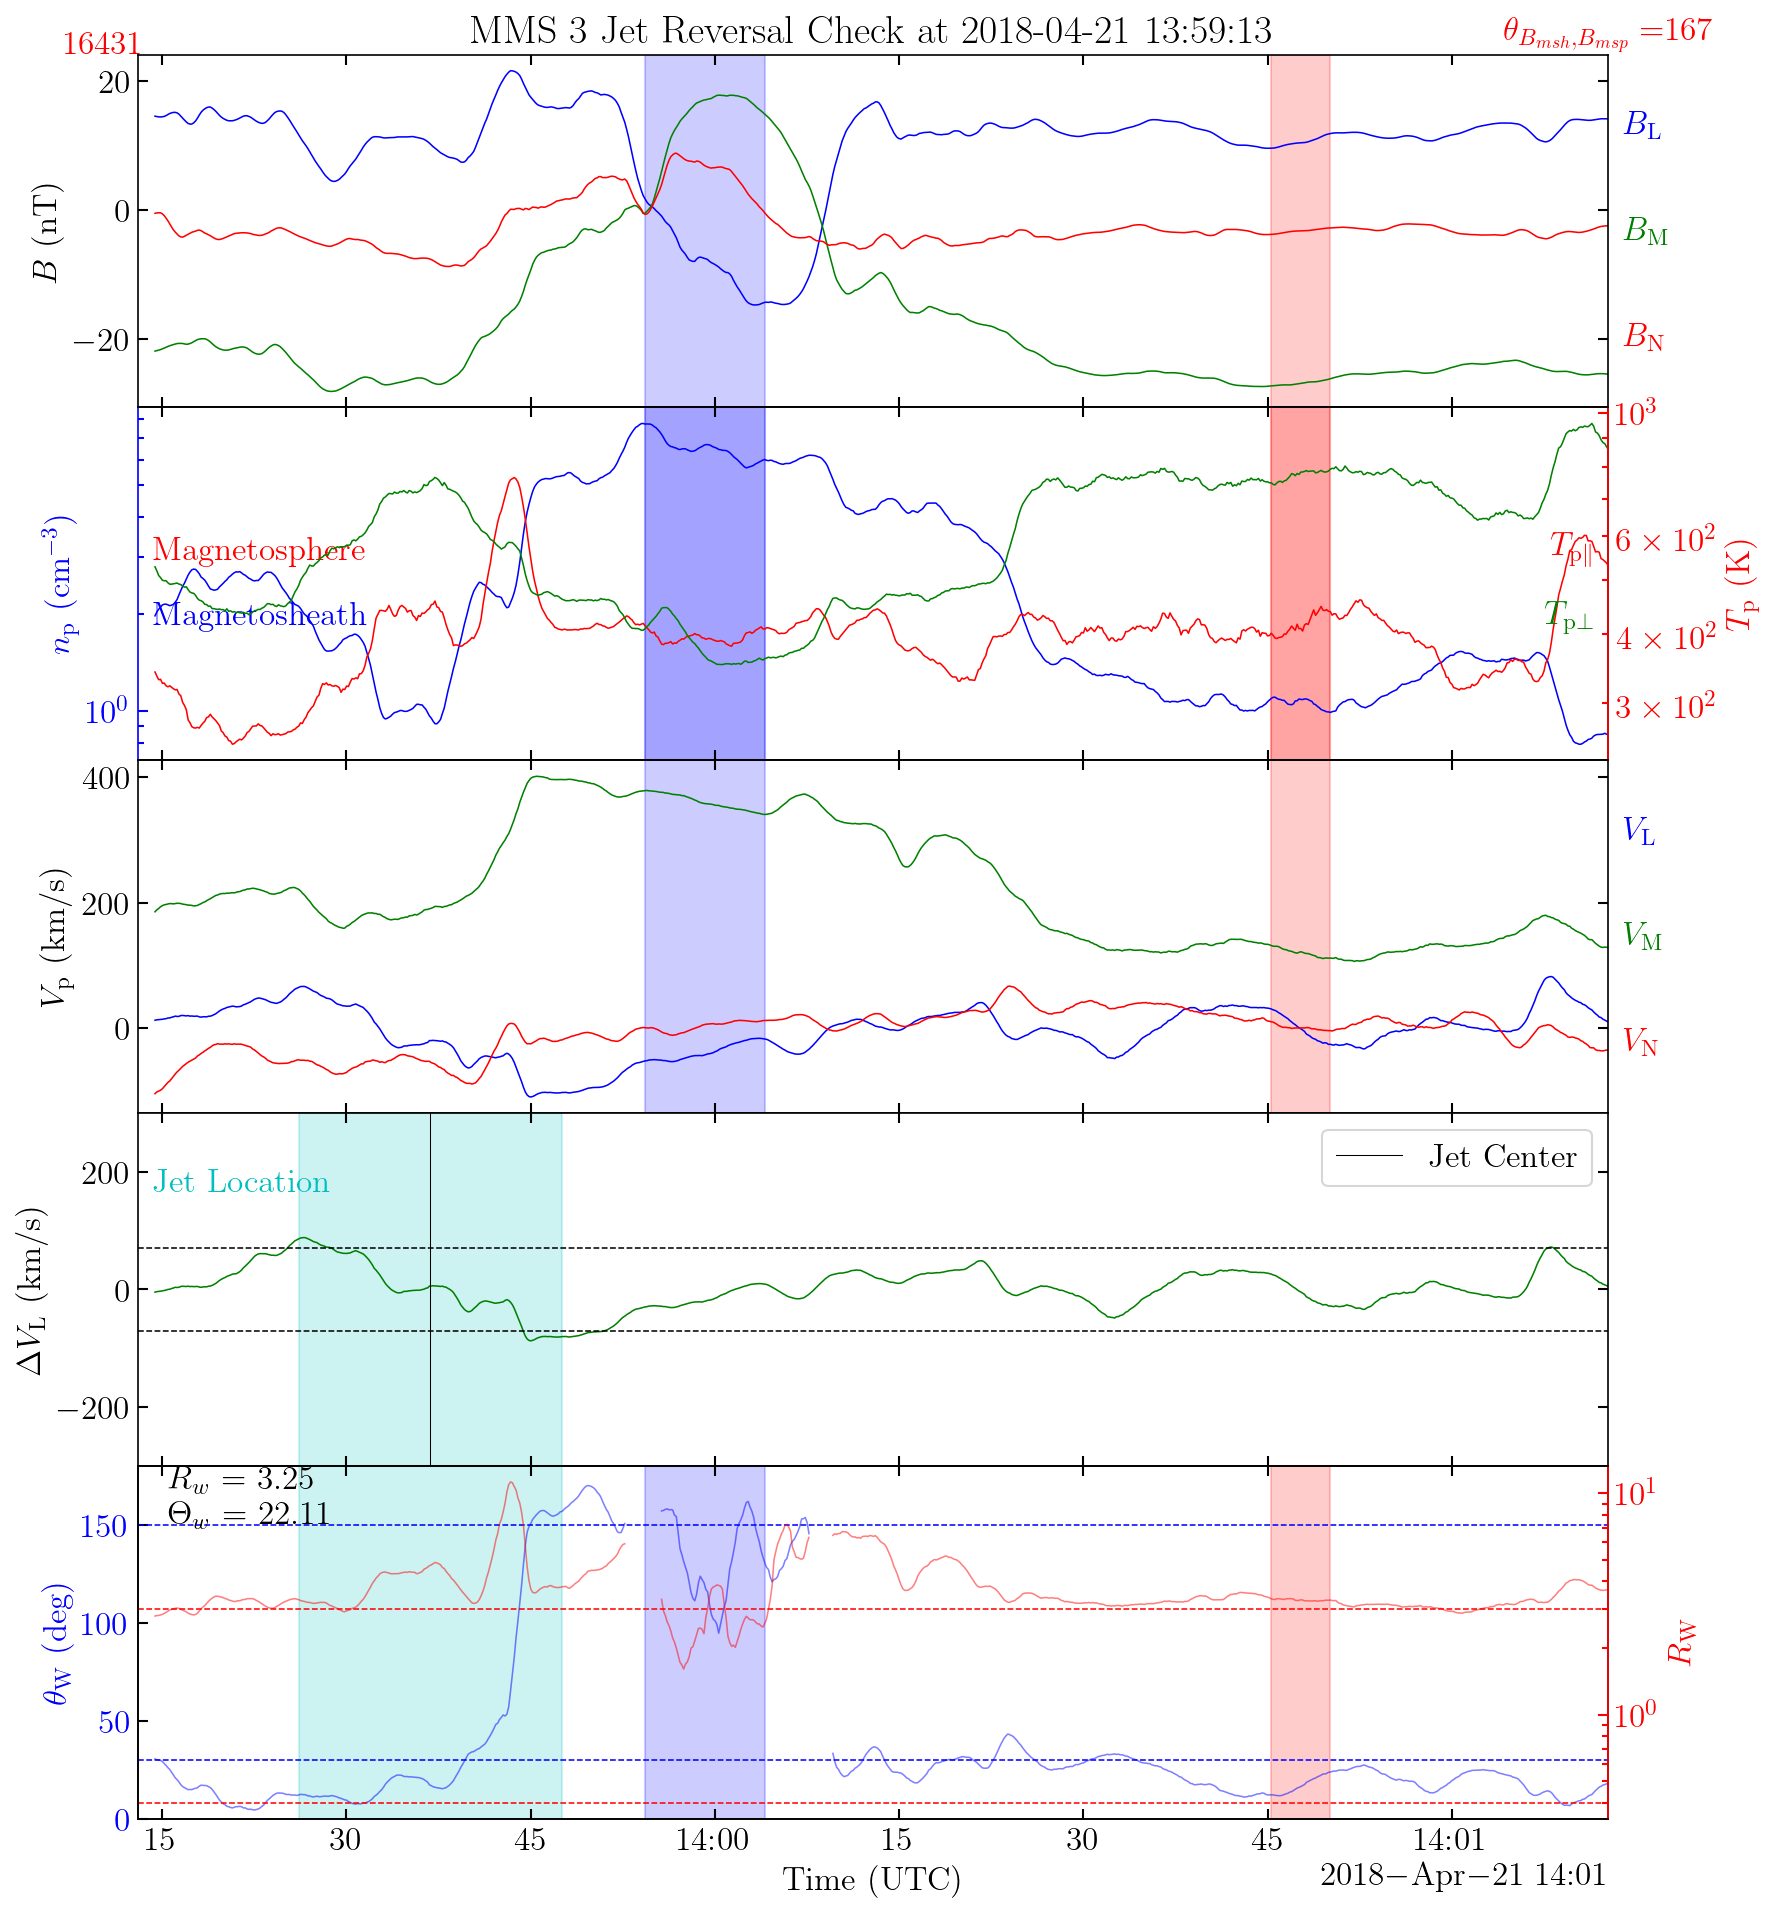 MMS 3 Jet Reversal Check at 2018-04-21 13:59:13
16431
θ_{B_{msh},B_{msp}} =167
20
0
−20
B (nT)
B_L
B_M
B_N
10^0
n_p (cm^{−3})
Magnetosphere
Magnetosheath
T_{p∥}
T_{p⊥}
10^3
6 × 10^2
4 × 10^2
3 × 10^2
T_p (K)
400
200
0
V_p (km/s)
V_L
V_M
V_N
200
0
−200
ΔV_L (km/s)
Jet Location
Jet Center
R_w = 3.25
Θ_w = 22.11
150
100
50
0
θ_W (deg)
10^1
10^0
R_W
15 30 45 14:00 15 30 45 14:01
Time (UTC)
2018−Apr−21 14:01